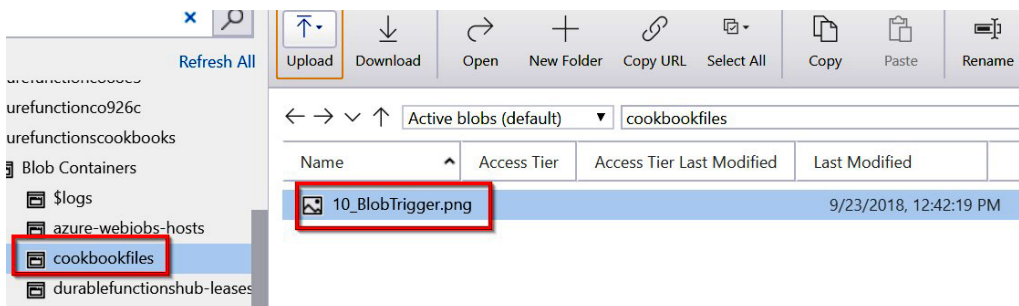 ×
Refresh All
urefunctionco926c
urefunctionscookbooks
Blob Containers
$logs
azure-webjobs-hosts
cookbookfiles
durablefunctionshub-leases
Upload Download Open New Folder Copy URL Select All Copy Paste Rename
Active blobs (default) cookbookfiles
Name Access Tier Access Tier Last Modified Last Modified
10_BlobTrigger.png 9/23/2018, 12:42:19 PM